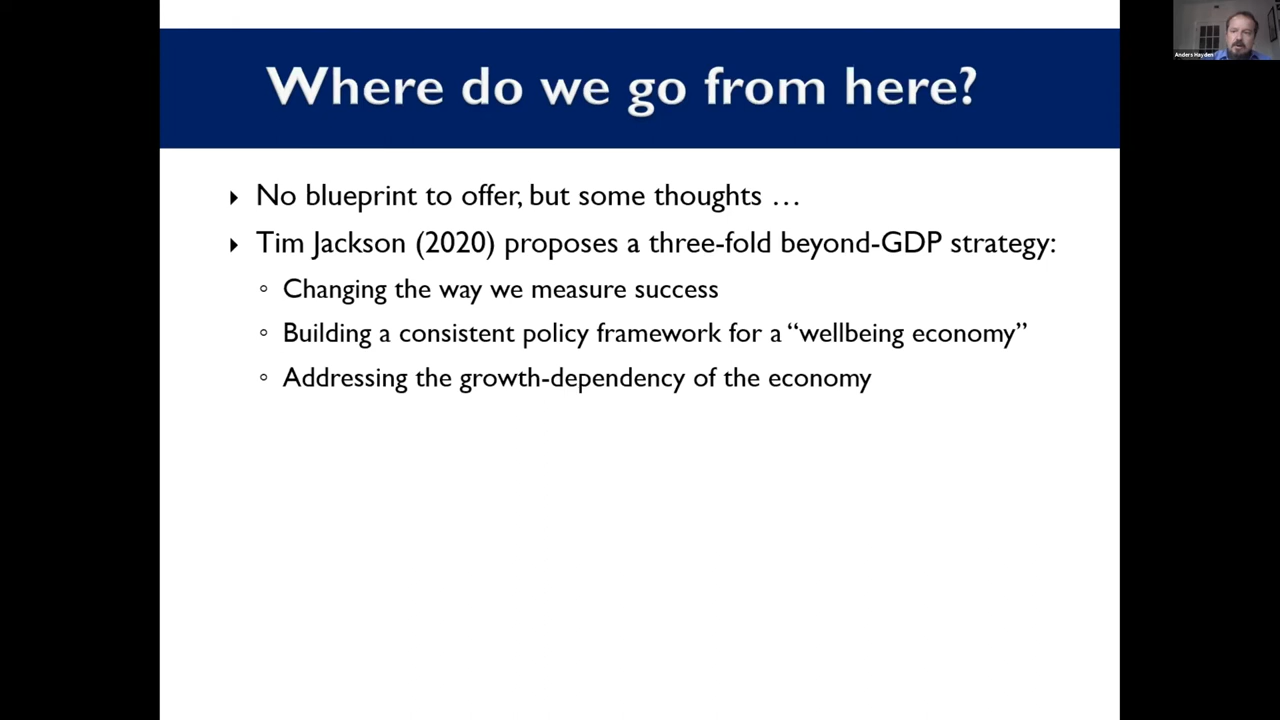 Anders Hayden
Where do we go from here?
No blueprint to offer, but some thoughts …
Tim Jackson (2020) proposes a three-fold beyond-GDP strategy:
Changing the way we measure success
Building a consistent policy framework for a “wellbeing economy”
Addressing the growth-dependency of the economy